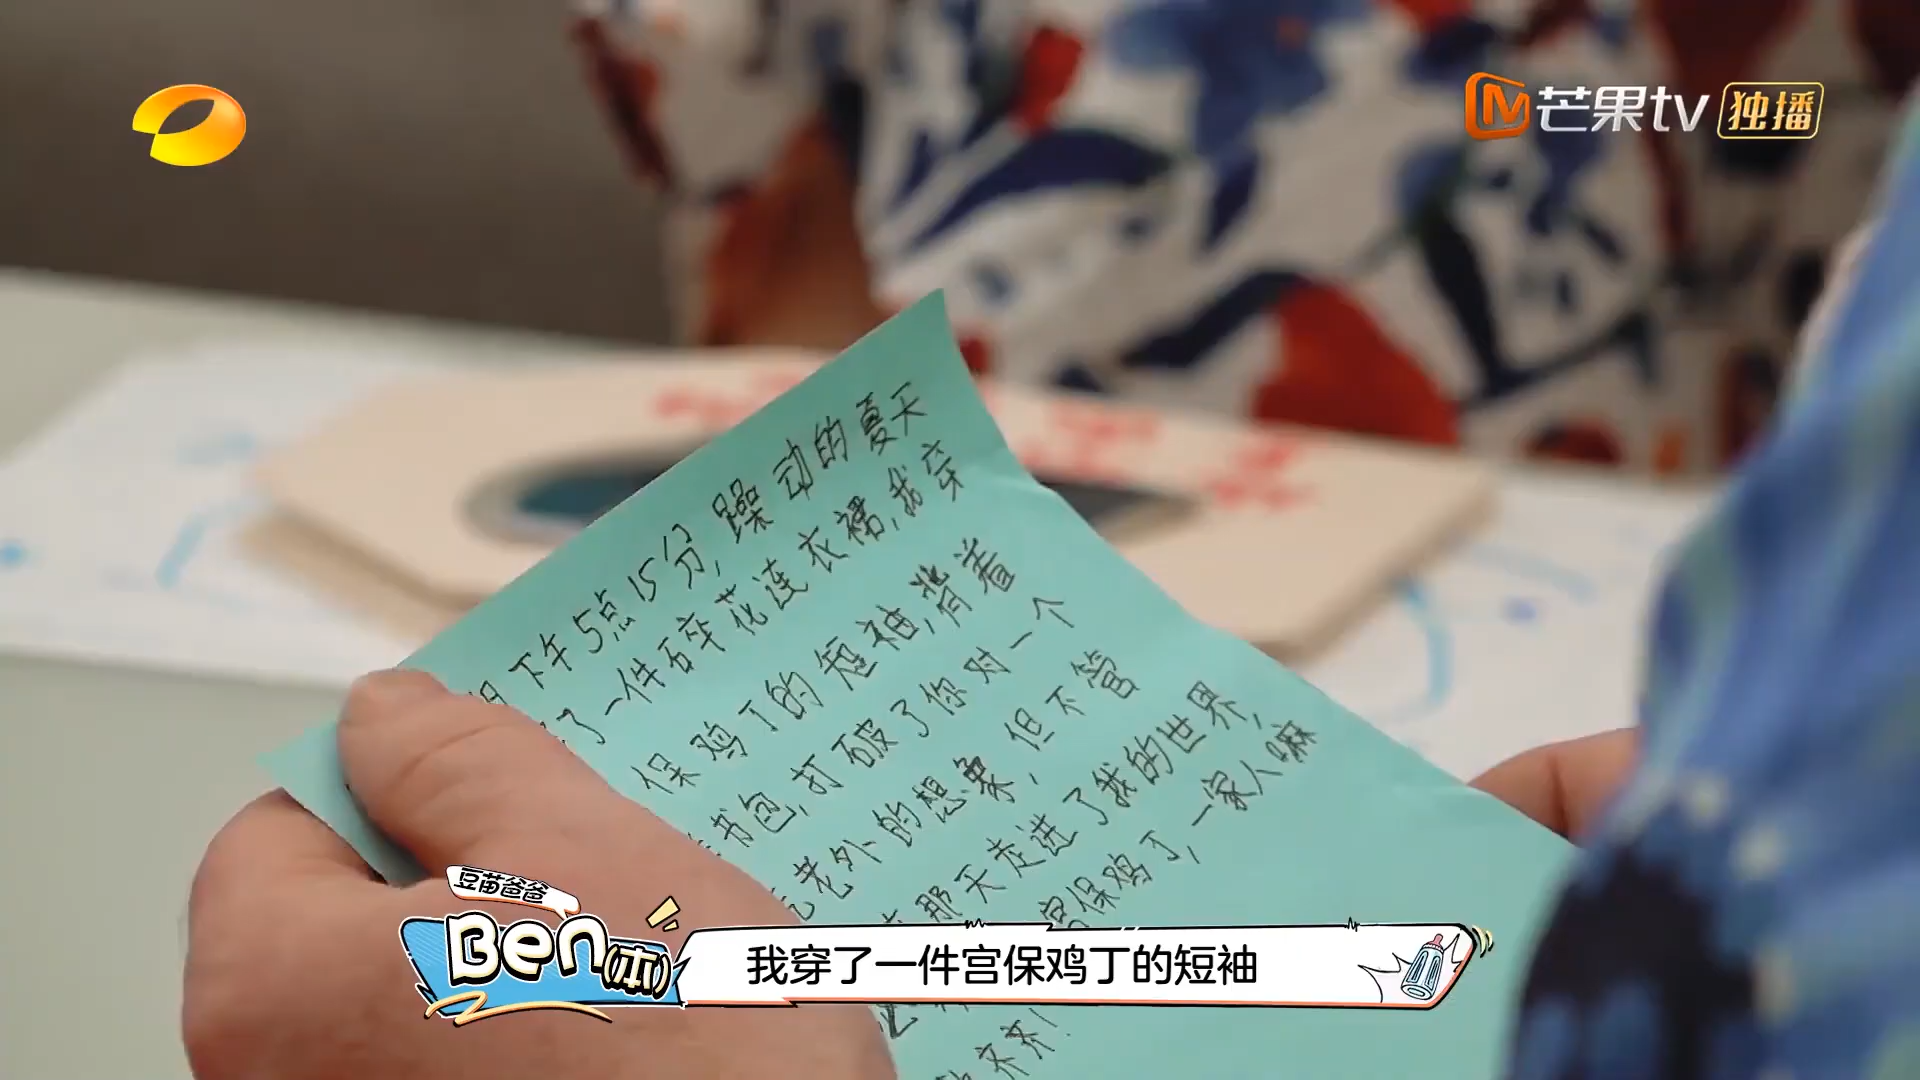 芒果tv 独播
下午5点15分,躁动的夏天
了一件碎花连衣裙,我穿
保鸡丁的短袖,背着
书包,打破了你对一个
老外的想象,但不管
那天走进了我的世界,
宫保鸡丁,一家人嘛
齐齐!
豆苗爸爸
Ben(本)
我穿了一件宫保鸡丁的短袖